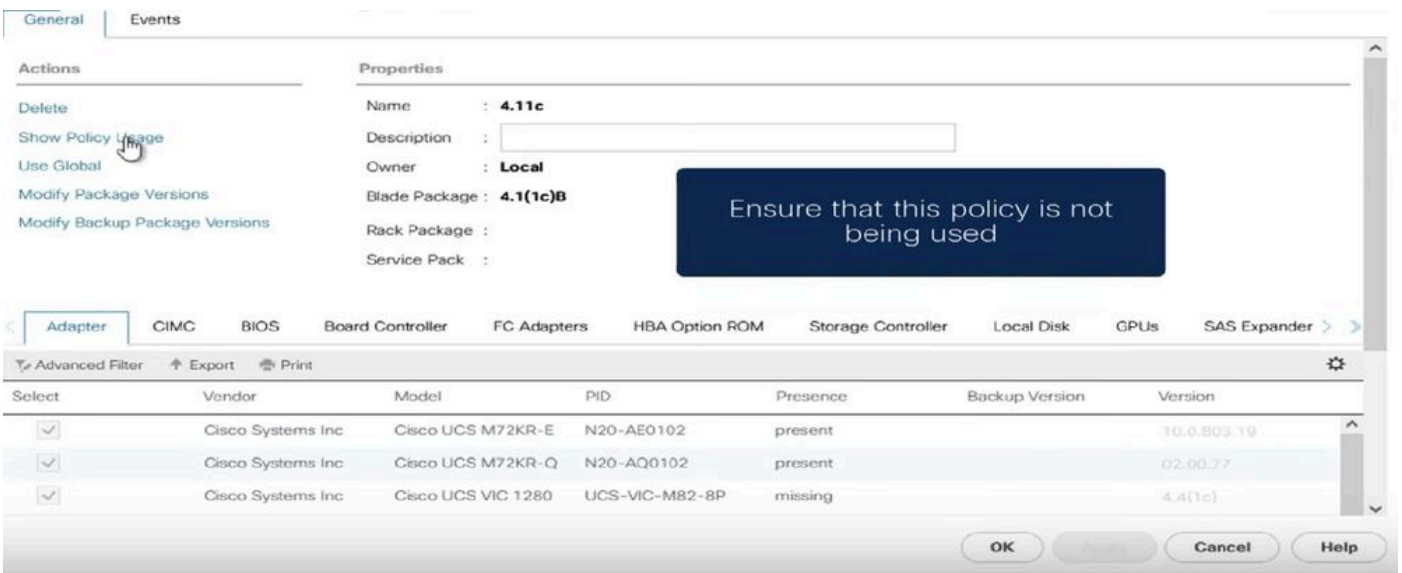 General Events
Actions Properties
Delete Name : 4.11c
Show Policy Usage Description :
Use Global Owner : Local
Modify Package Versions Blade Package : 4.1(1c)B
Modify Backup Package Versions Rack Package :
Service Pack :
Ensure that this policy is not
being used
Adapter CIMC BIOS Board Controller FC Adapters HBA Option ROM Storage Controller Local Disk GPUs SAS Expander
Advanced Filter Export Print
Select Vendor Model PID Presence Backup Version Version
Cisco Systems Inc Cisco UCS M72KR-E N20-AE0102 present 10.0.803.19
Cisco Systems Inc Cisco UCS M72KR-Q N20-AQ0102 present 02.00.77
Cisco Systems Inc Cisco UCS VIC 1280 UCS-VIC-M82-8P missing 4.4(1c)
OK Apply Cancel Help